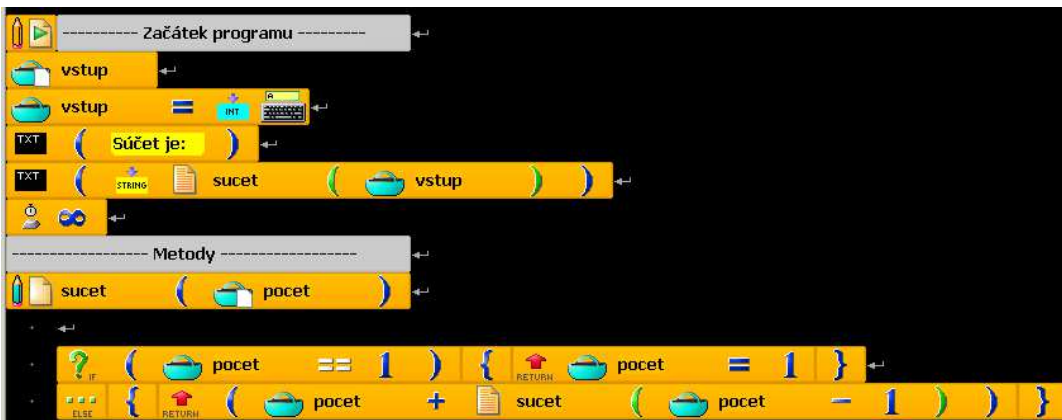 ---------- Začátek programu ---------
vstup
vstup = INT A
TXT ( Súčet je: )
TXT ( STRING sucet ( vstup ) )
∞
------------------ Metody ------------------
sucet ( pocet )
? IF ( pocet == 1 ) { RETURN pocet = 1 }
ELSE { RETURN ( pocet + sucet ( pocet - 1 ) ) }